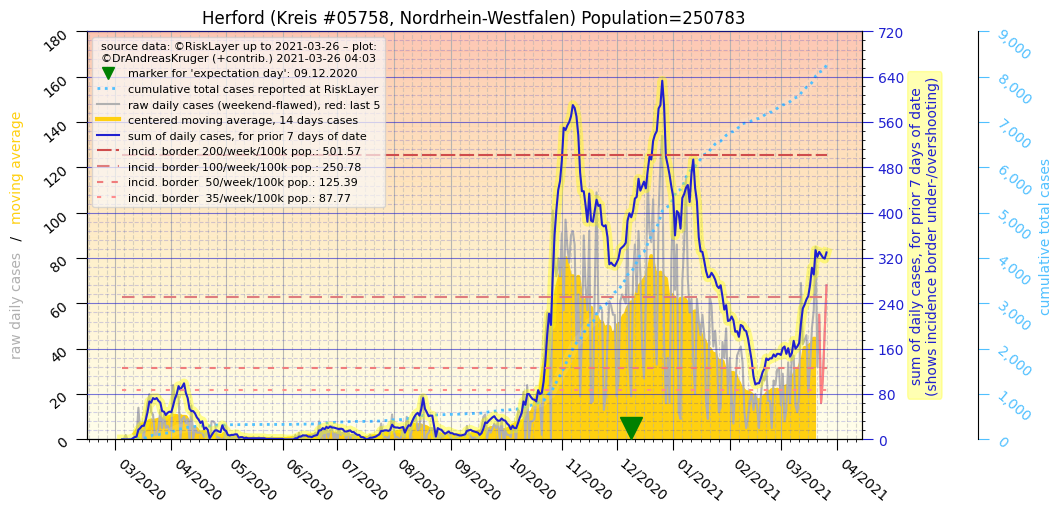 Herford (Kreis #05758, Nordrhein-Westfalen) Population=250783
source data: ©RiskLayer up to 2021-03-26 – plot:
©DrAndreasKruger (+contrib.) 2021-03-26 04:03
marker for 'expectation day': 09.12.2020
cumulative total cases reported at RiskLayer
raw daily cases (weekend-flawed), red: last 5
centered moving average, 14 days cases
sum of daily cases, for prior 7 days of date
incid. border 200/week/100k pop.: 501.57
incid. border 100/week/100k pop.: 250.78
incid. border  50/week/100k pop.: 125.39
incid. border  35/week/100k pop.: 87.77
raw daily cases  /  moving average
180
160
140
120
100
80
60
40
20
0
720
640
560
480
400
320
240
160
80
0
sum of daily cases, for prior 7 days of date
(shows incidence border under-/overshooting)
9,000
8,000
7,000
6,000
5,000
4,000
3,000
2,000
1,000
0
cumulative total cases
03/2020
04/2020
05/2020
06/2020
07/2020
08/2020
09/2020
10/2020
11/2020
12/2020
01/2021
02/2021
03/2021
04/2021